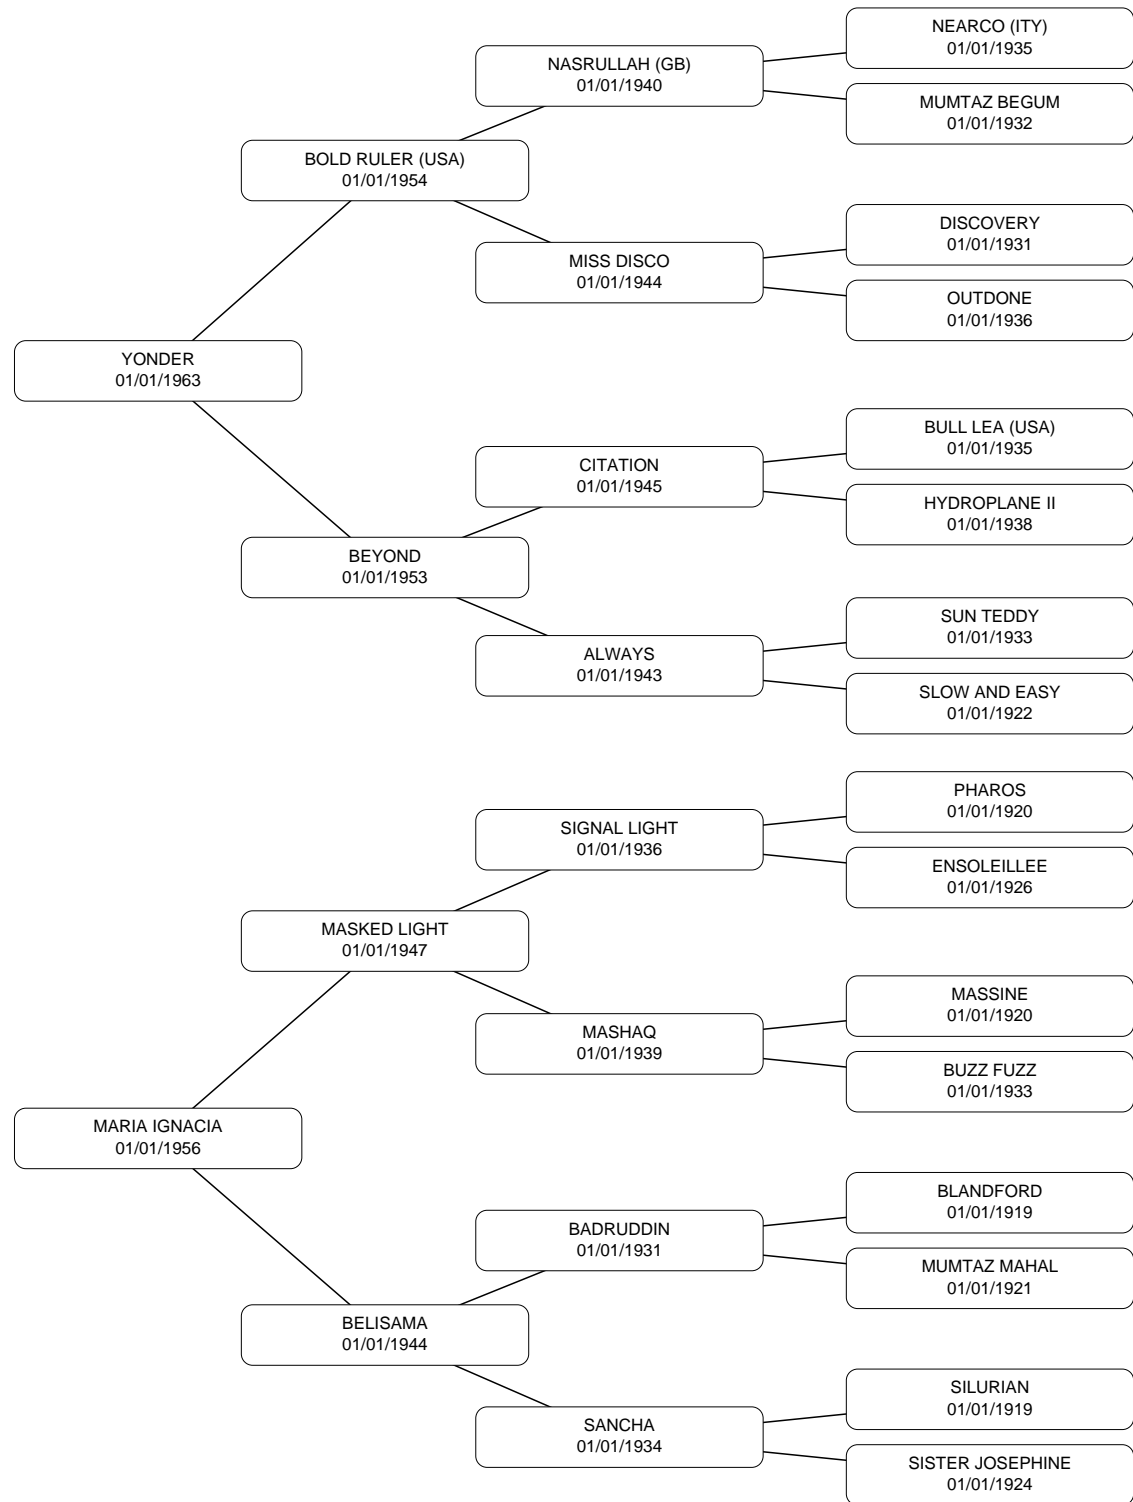 NEARCO (ITY)
01/01/1935
NASRULLAH (GB)
01/01/1940
MUMTAZ BEGUM
01/01/1932
BOLD RULER (USA)
01/01/1954
DISCOVERY
01/01/1931
MISS DISCO
01/01/1944
OUTDONE
01/01/1936
YONDER
01/01/1963
BULL LEA (USA)
01/01/1935
CITATION
01/01/1945
HYDROPLANE II
01/01/1938
BEYOND
01/01/1953
SUN TEDDY
01/01/1933
ALWAYS
01/01/1943
SLOW AND EASY
01/01/1922
PHAROS
01/01/1920
SIGNAL LIGHT
01/01/1936
ENSOLEILLEE
01/01/1926
MASKED LIGHT
01/01/1947
MASSINE
01/01/1920
MASHAQ
01/01/1939
BUZZ FUZZ
01/01/1933
MARIA IGNACIA
01/01/1956
BLANDFORD
01/01/1919
BADRUDDIN
01/01/1931
MUMTAZ MAHAL
01/01/1921
BELISAMA
01/01/1944
SILURIAN
01/01/1919
SANCHA
01/01/1934
SISTER JOSEPHINE
01/01/1924